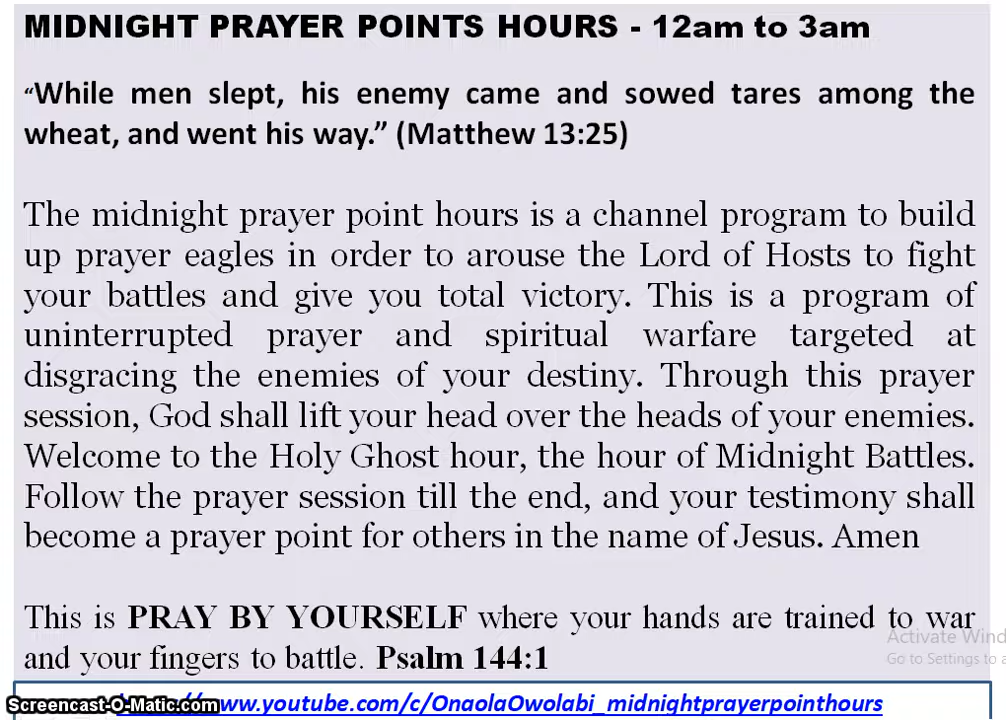 MIDNIGHT PRAYER POINTS HOURS - 12am to 3am
“While men slept, his enemy came and sowed tares among the
wheat, and went his way.” (Matthew 13:25)
The midnight prayer point hours is a channel program to build
up prayer eagles in order to arouse the Lord of Hosts to fight
your battles and give you total victory. This is a program of
uninterrupted prayer and spiritual warfare targeted at
disgracing the enemies of your destiny. Through this prayer
session, God shall lift your head over the heads of your enemies.
Welcome to the Holy Ghost hour, the hour of Midnight Battles.
Follow the prayer session till the end, and your testimony shall
become a prayer point for others in the name of Jesus. Amen
This is PRAY BY YOURSELF where your hands are trained to war
and your fingers to battle. Psalm 144:1
Activate Wind
Go to Settings to a
Screencast-O-Matic.com
www.youtube.com/c/OnaolaOwolabi_midnightprayerpointhours